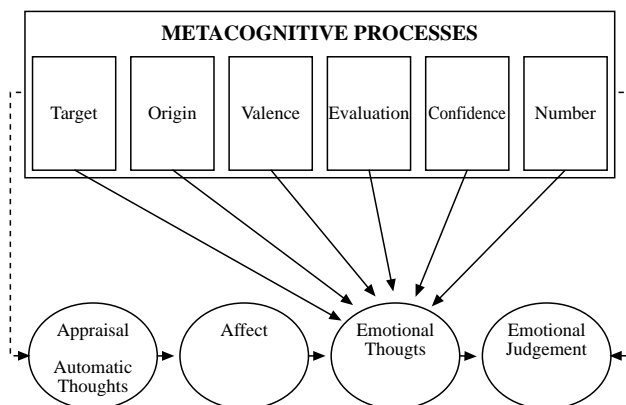 METACOGNITIVE PROCESSES
Target
Origin
Valence
Evaluation
Confidence
Number
Appraisal
Automatic
Thoughts
Affect
Emotional
Thougts
Emotional
Judgement